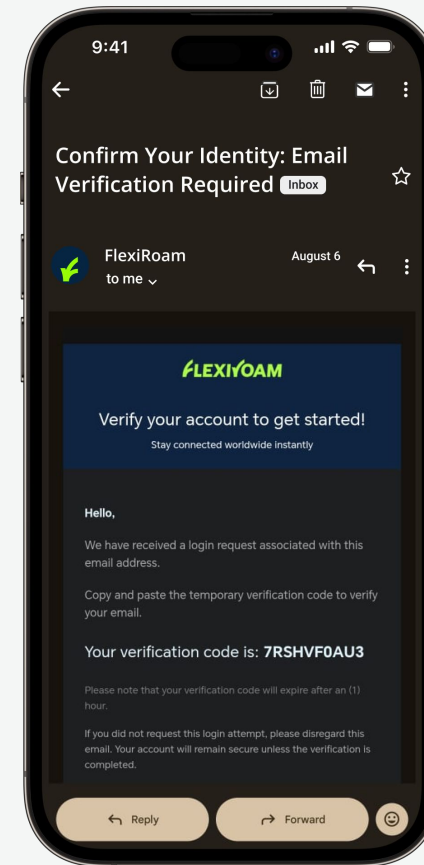 9:41
Confirm Your Identity: Email
Verification Required Inbox
FlexiRoam
August 6
to me
FLEXIROAM
Verify your account to get started!
Stay connected worldwide instantly
Hello,
We have received a login request associated with this
email address.
Copy and paste the temporary verification code to verify
your email.
Your verification code is: 7RSHVF0AU3
Please note that your verification code will expire after an (1)
hour.
If you did not request this login attempt, please disregard this
email. Your account will remain secure unless the verification is
completed.
Reply
Forward